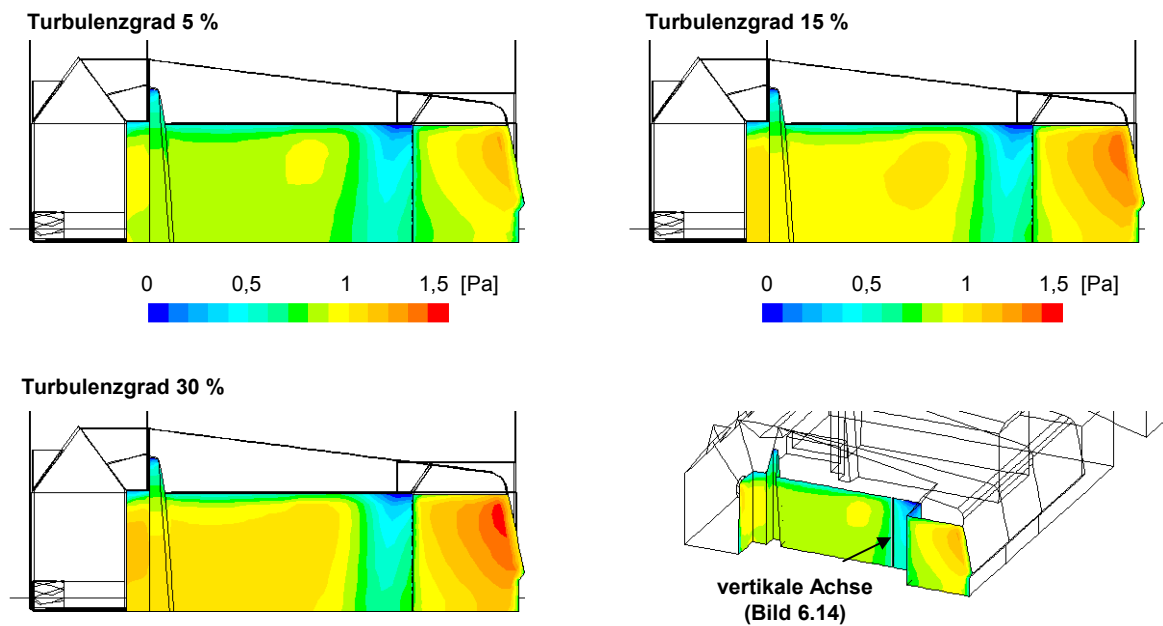 Turbulenzgrad 5 %
Turbulenzgrad 15 %
0 0,5 1 1,5 [Pa]
0 0,5 1 1,5 [Pa]
Turbulenzgrad 30 %
vertikale Achse
(Bild 6.14)